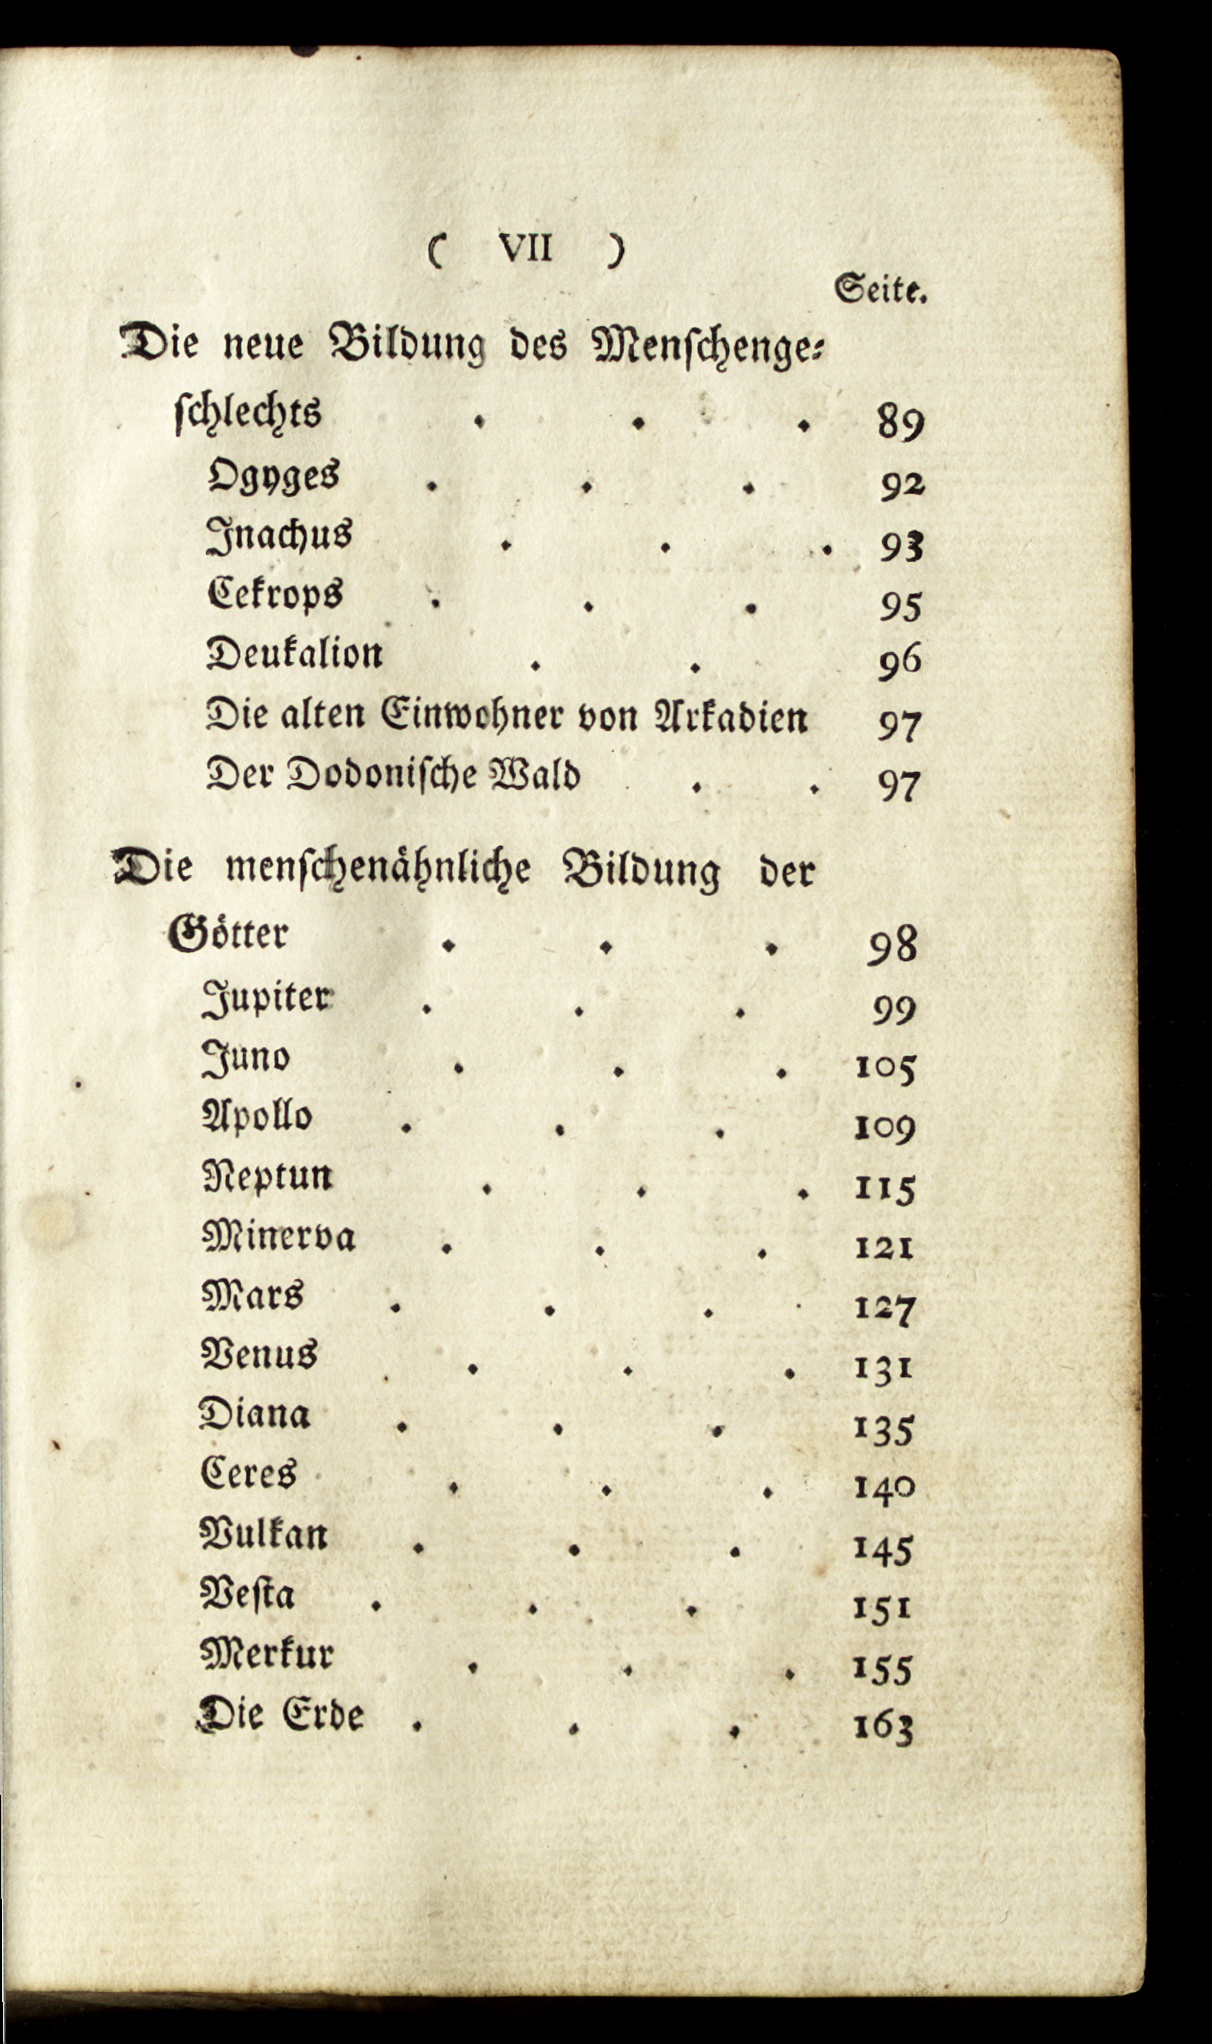 ( VII )
Seite.
Die neue Bildung des Menschenge⸗
ſchlechts . . . 89
Ogyges . . . 92
Inachus . . . 93
Cekrops . . . 95
Deukalion . . 96
Die alten Einwohner von Arkadien 97
Der Dodoniſche Wald . . 97
Die menſchenähnliche Bildung der
Götter . . . 98
Jupiter . . . 99
Juno . . . 105
Apollo . . . 109
Neptun . . . 115
Minerva . . . 121
Mars . . . 127
Venus . . . 131
Diana . . . 135
Ceres . . . 140
Vulkan . . . 145
Veſta . . . 151
Merkur . . . 155
Die Erde . . . 163